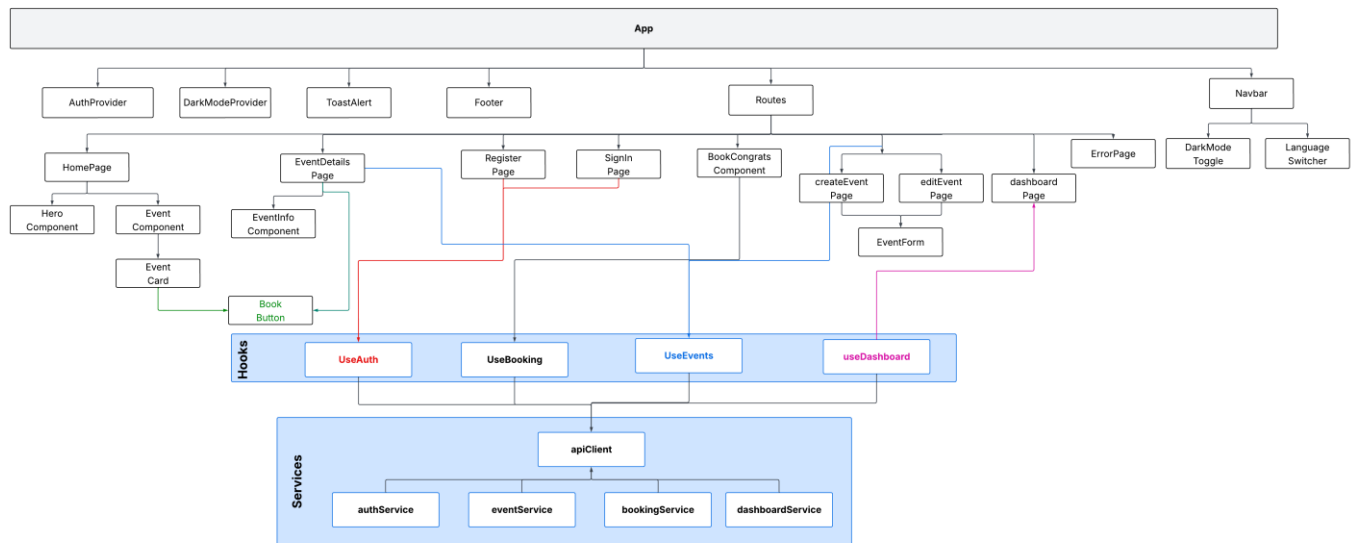 App
AuthProvider
DarkModeProvider
ToastAlert
Footer
Routes
Navbar
HomePage
EventDetails
Page
Register
Page
SignIn
Page
BookCongrats
Component
createEvent
Page
editEvent
Page
dashboard
Page
ErrorPage
DarkMode
Toggle
Language
Switcher
Hero
Component
Event
Component
EventInfo
Component
EventForm
Event
Card
Book
Button
Hooks
UseAuth
UseBooking
UseEvents
useDashboard
Services
apiClient
authService
eventService
bookingService
dashboardService